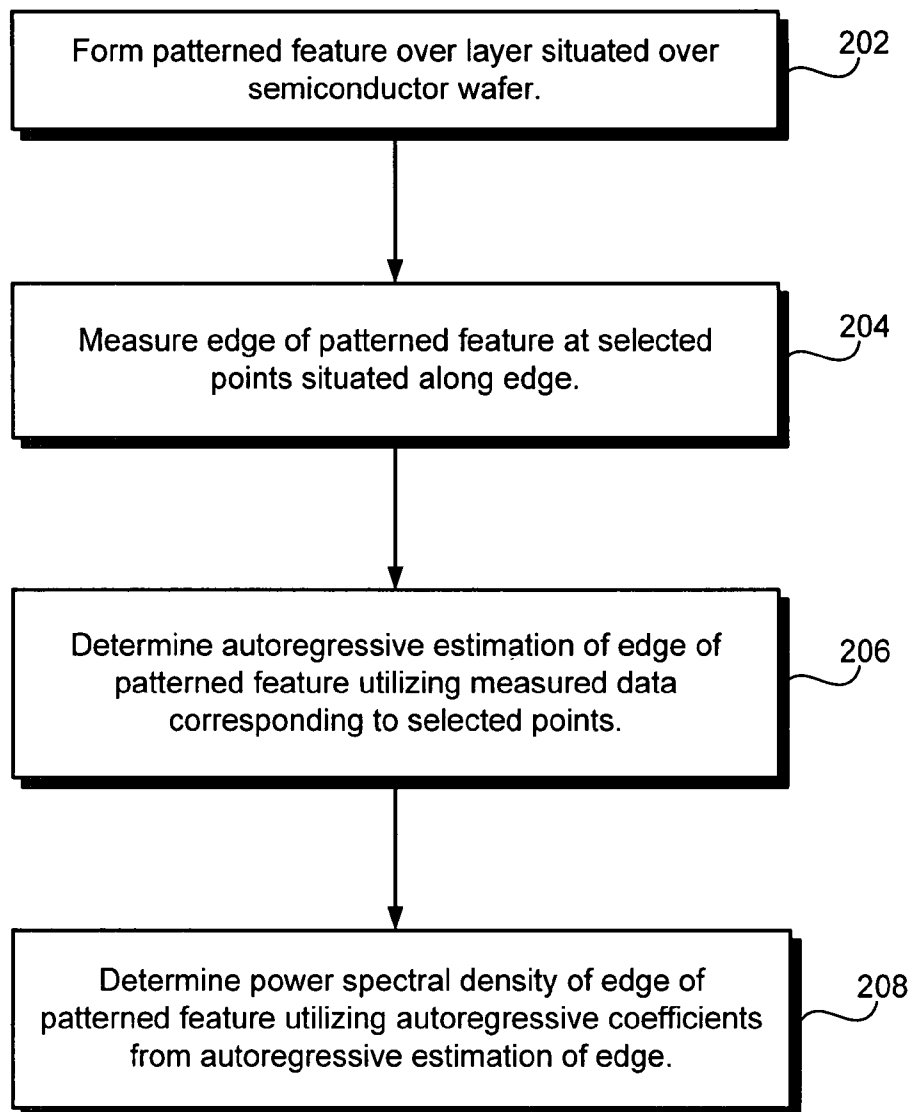 Form patterned feature over layer situated over
semiconductor wafer.
202
Measure edge of patterned feature at selected
points situated along edge.
204
Determine autoregressive estimation of edge of
patterned feature utilizing measured data
corresponding to selected points.
206
Determine power spectral density of edge of
patterned feature utilizing autoregressive coefficients
from autoregressive estimation of edge.
208